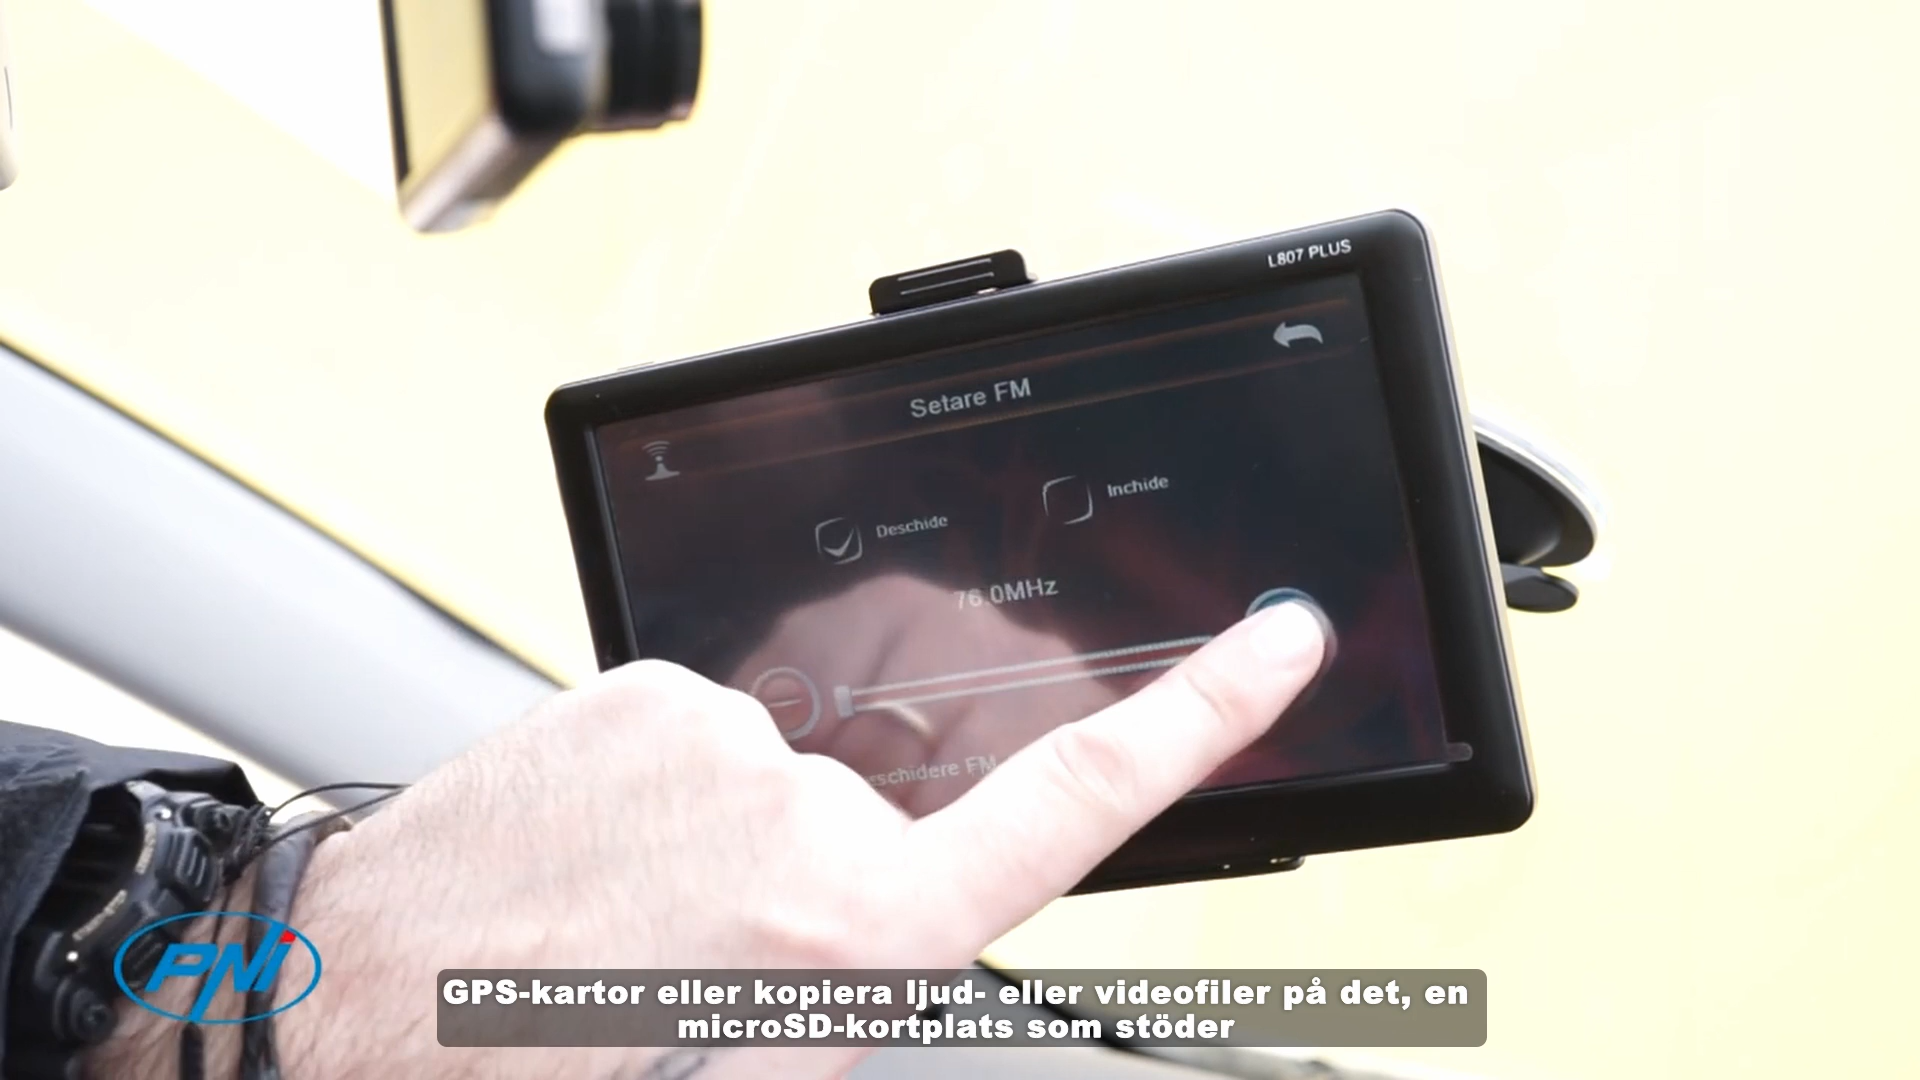 L807 PLUS
Setare FM
Deschide
Inchide
76.0MHz
FM
PNI
GPS-kartor eller kopiera ljud- eller videofiler på det, en
microSD-kortplats som stöder